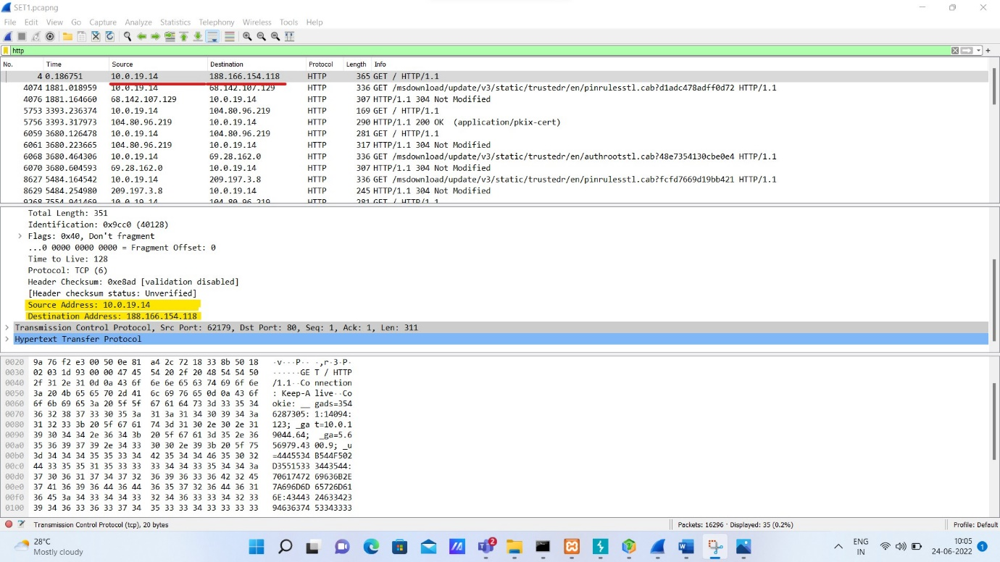 SET1.pcapng
File Edit View Go Capture Analyze Statistics Telephony Wireless Tools Help
http
No. Time Source Destination Protocol Length Info
4 0.186751 10.0.19.14 188.166.154.118 HTTP 365 GET / HTTP/1.1
4074 1881.018959 10.0.19.14 68.142.107.129 HTTP 336 GET /msdownload/update/v3/static/trustedr/en/pinrulesstl.cab?d1adc478adff0d72 HTTP/1.1
4076 1881.164660 68.142.107.129 10.0.19.14 HTTP 307 HTTP/1.1 304 Not Modified
5753 3393.236374 10.0.19.14 104.80.96.219 HTTP 169 GET / HTTP/1.1
5756 3393.317973 104.80.96.219 10.0.19.14 HTTP 290 HTTP/1.1 200 OK (application/pkix-cert)
6059 3680.126478 10.0.19.14 104.80.96.219 HTTP 281 GET / HTTP/1.1
6061 3680.223665 104.80.96.219 10.0.19.14 HTTP 317 HTTP/1.1 304 Not Modified
6068 3680.464306 10.0.19.14 69.28.162.0 HTTP 336 GET /msdownload/update/v3/static/trustedr/en/authrootstl.cab?48e7354130cbe0e4 HTTP/1.1
6070 3680.604593 69.28.162.0 10.0.19.14 HTTP 307 HTTP/1.1 304 Not Modified
8627 5484.164542 10.0.19.14 209.197.3.8 HTTP 336 GET /msdownload/update/v3/static/trustedr/en/pinrulesstl.cab?fcfd7669d19bb421 HTTP/1.1
8629 5484.254980 209.197.3.8 10.0.19.14 HTTP 245 HTTP/1.1 304 Not Modified
9268 7554.941469 10.0.19.14 104.80.96.219 HTTP 281 GET / HTTP/1.1
Total Length: 351
Identification: 0x9cc0 (40128)
Flags: 0x40, Don't fragment
...0 0000 0000 0000 = Fragment Offset: 0
Time to Live: 128
Protocol: TCP (6)
Header Checksum: 0xe8ad [validation disabled]
[Header checksum status: Unverified]
Source Address: 10.0.19.14
Destination Address: 188.166.154.118
Transmission Control Protocol, Src Port: 62179, Dst Port: 80, Seq: 1, Ack: 1, Len: 311
Hypertext Transfer Protocol
0020 9a 76 f2 e3 00 50 0e 81 a4 2c 72 18 33 8b 50 18 ·v···P·· ·,r·3·P·
0030 02 03 1d 93 00 00 47 45 54 20 2f 20 48 54 54 50 ······GE T / HTTP
0040 2f 31 2e 31 0d 0a 43 6f 6e 6e 65 63 74 69 6f 6e /1.1··Co nnection
0050 3a 20 4b 65 65 70 2d 41 6c 69 76 65 0d 0a 43 6f : Keep-A live··Co
0060 6f 6b 69 65 3a 20 5f 5f 67 61 64 73 3d 33 35 34 okie: __ gads=354
0070 36 32 38 37 33 30 35 3a 31 3a 31 34 30 39 34 3a 6287305: 1:14094:
0080 31 32 33 3b 20 5f 67 61 74 3d 31 30 2e 30 2e 31 123; _ga t=10.0.1
0090 39 30 34 34 2e 36 34 3b 20 5f 67 61 3d 35 2e 36 9044.64; _ga=5.6
00a0 35 36 39 37 39 2e 34 33 30 30 2e 39 3b 20 5f 75 56979.43 00.9; _u
00b0 3d 34 34 34 35 35 33 34 42 35 34 34 46 35 30 32 =4445534 B544F502
00c0 44 33 35 35 31 35 33 33 33 34 34 33 35 34 34 3a D3551533 3443544:
00d0 37 30 36 31 37 34 37 32 36 39 36 33 36 42 32 45 70617472 69636B2E
00e0 37 41 36 39 36 44 36 44 36 35 37 32 36 44 36 31 7A696D6D 65726D61
00f0 36 45 3a 34 33 34 34 33 32 34 36 33 33 34 32 33 6E:43443 24633423
0100 39 34 36 33 36 33 37 34 35 33 34 33 33 33 33 33 94636374 53343333
Transmission Control Protocol (tcp), 20 bytes
Packets: 16296 · Displayed: 35 (0.2%)
Profile: Default
28°C
Mostly cloudy
2
ENG
IN
10:05
24-06-2022
1